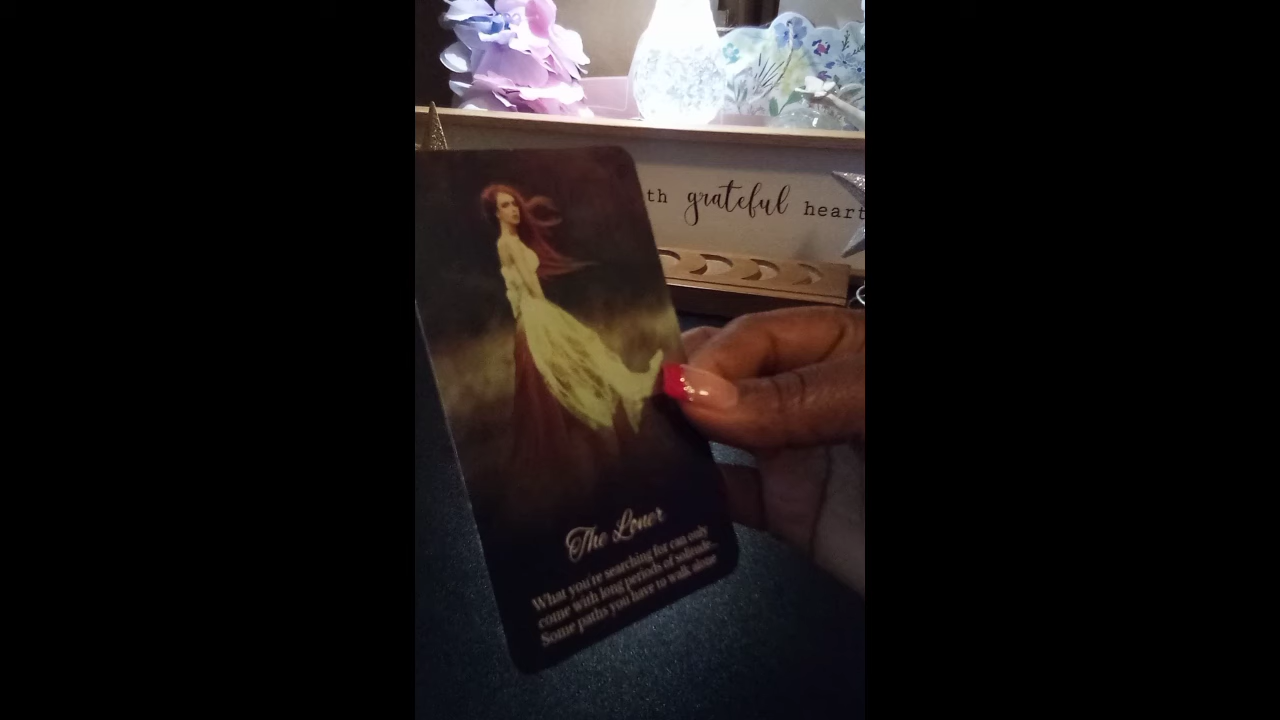 th grateful heart
The Loner
What you're searching for can only
come with long periods of solitude...
Some paths you have to walk alone